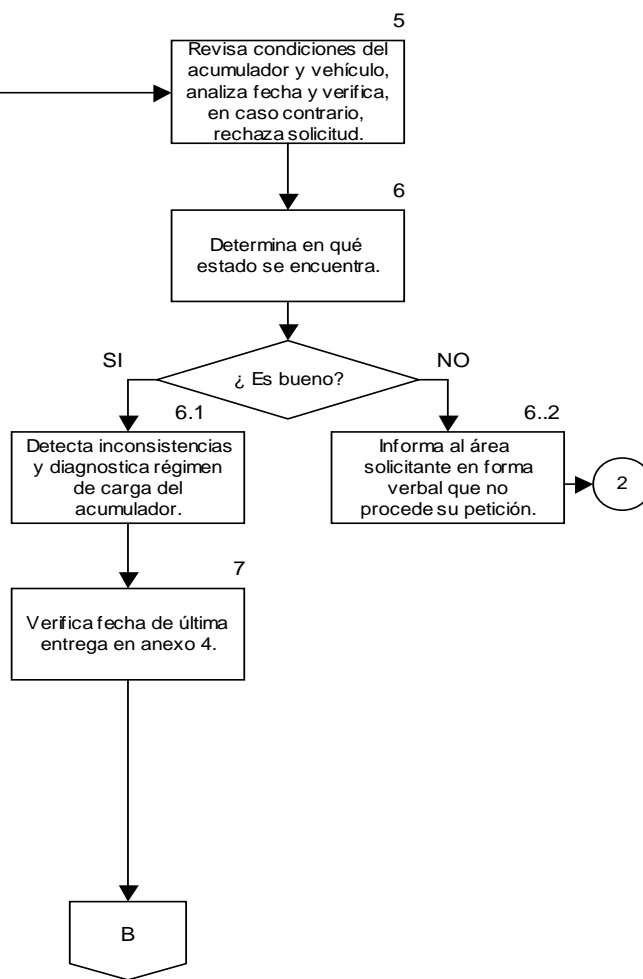 5
Revisa condiciones del
acumulador y vehículo,
analiza fecha y verifica,
en caso contrario,
rechaza solicitud.
6
Determina en qué
estado se encuentra.
¿ Es bueno?
SI
NO
6.1
Detecta inconsistencias
y diagnostica régimen
de carga del
acumulador.
6..2
Informa al área
solicitante en forma
verbal que no
procede su petición.
2
7
Verifica fecha de última
entrega en anexo 4.
B